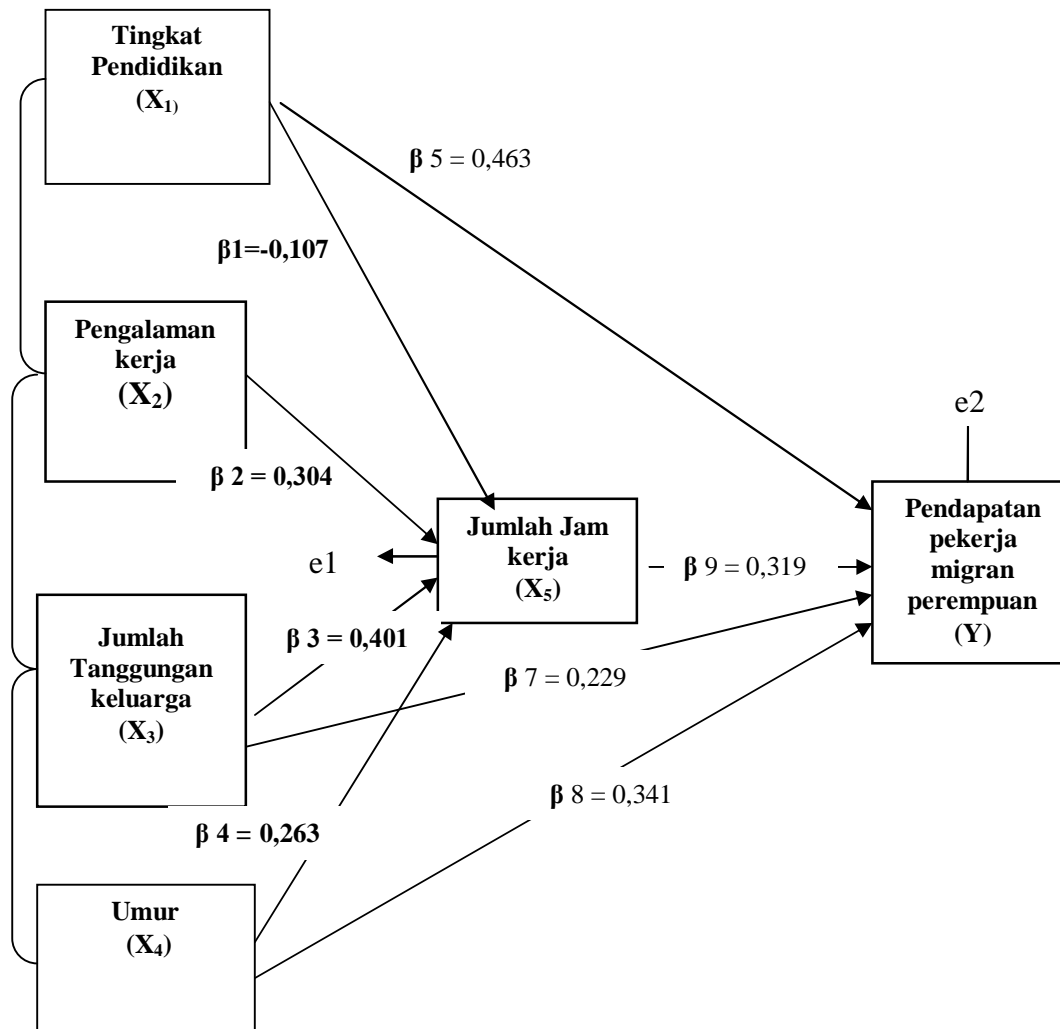 Tingkat
Pendidikan
(X1)
β 5 = 0,463
β1=-0,107
Pengalaman
kerja
(X2)
β 2 = 0,304
e2
Jumlah Jam
kerja
(X5)
e1
β 9 = 0,319
Pendapatan
pekerja
migran
perempuan
(Y)
Jumlah
Tanggungan
keluarga
(X3)
β 3 = 0,401
β 7 = 0,229
β 8 = 0,341
β 4 = 0,263
Umur
(X4)